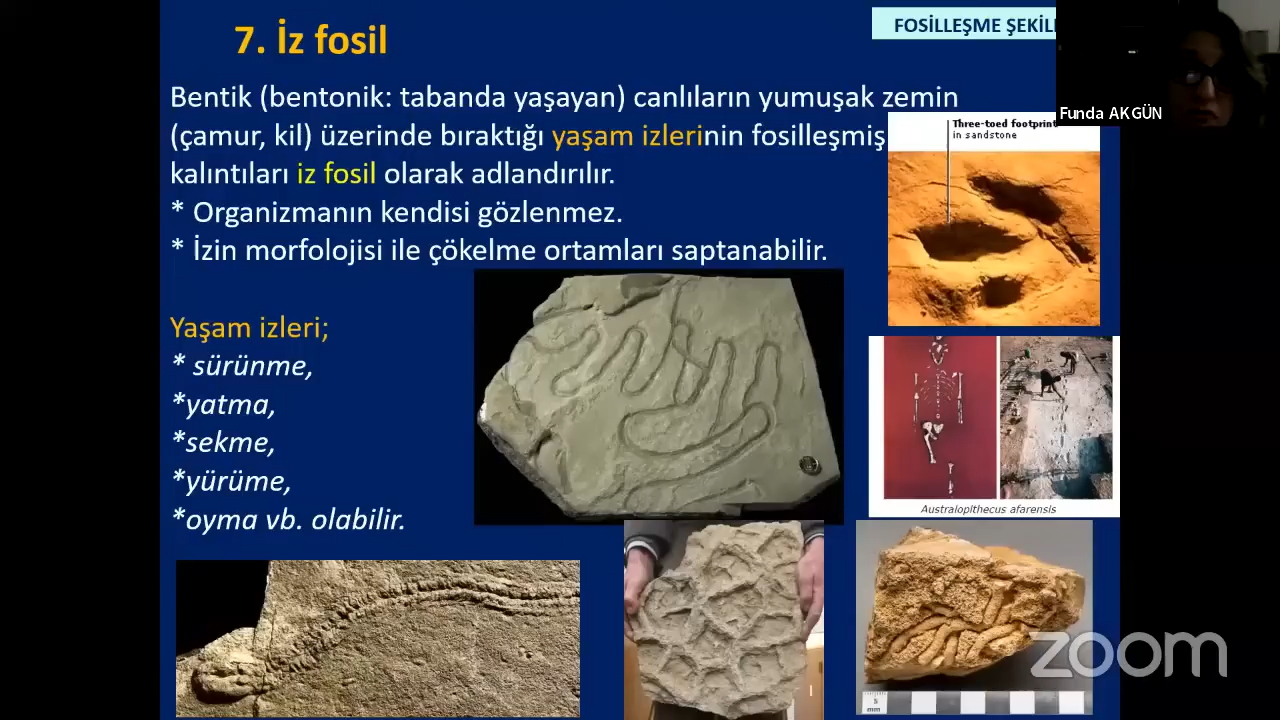 7. İz fosil
FOSİLLEŞME ŞEKİL
Funda AKGÜN
Bentik (bentonik: tabanda yaşayan) canlıların yumuşak zemin
(çamur, kil) üzerinde bıraktığı yaşam izlerinin fosilleşmiş
kalıntıları iz fosil olarak adlandırılır.
* Organizmanın kendisi gözlenmez.
* İzin morfolojisi ile çökelme ortamları saptanabilir.
Three-toed footprint
in sandstone
Yaşam izleri;
* sürünme,
*yatma,
*sekme,
*yürüme,
*oyma vb. olabilir.
Australopithecus afarensis
5
mm
zoom